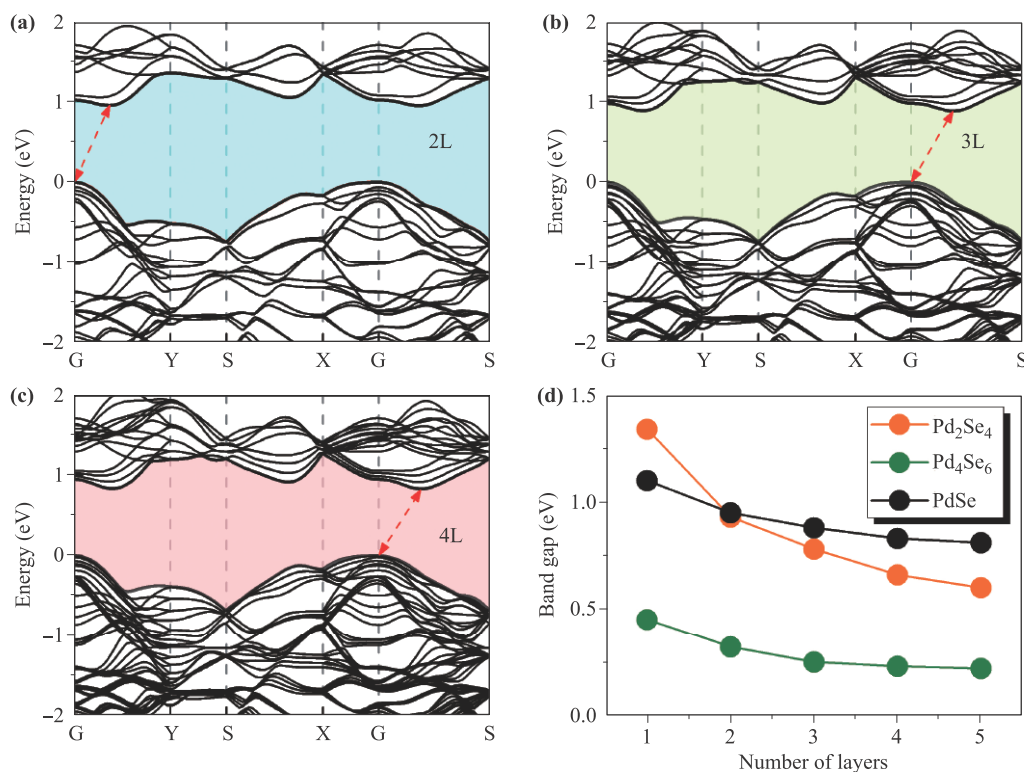 (a)
2
1
0
−1
−2
Energy (eV)
2L
G Y S X G S
(b)
2
1
0
−1
−2
Energy (eV)
3L
G Y S X G S
(c)
2
1
0
−1
−2
Energy (eV)
4L
G Y S X G S
(d)
1.5
1.0
0.5
0.0
Band gap (eV)
Pd₂Se₄
Pd₄Se₆
PdSe
1 2 3 4 5
Number of layers